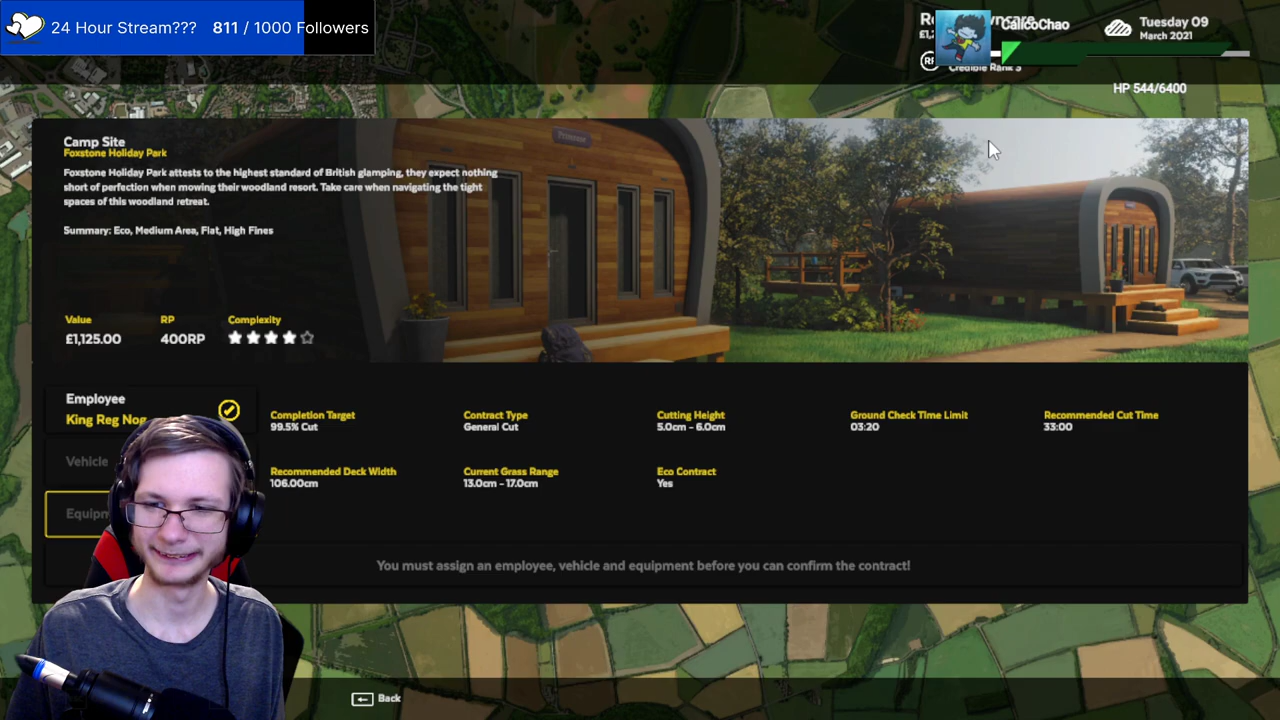 24 Hour Stream??? 811 / 1000 Followers
CalicoChao
Tuesday 09
March 2021
Credible Rank 3
HP 544/6400
Camp Site
Foxstone Holiday Park
Foxstone Holiday Park attests to the highest standard of British glamping, they expect nothing
short of perfection when mowing their woodland resort. Take care when navigating the tight
spaces of this woodland retreat.
Summary: Eco, Medium Area, Flat, High Fines
Primrose
Value RP Complexity
£1,125.00 400RP
Employee
King Reg Nog
Vehicle
Completion Target Contract Type Cutting Height Ground Check Time Limit Recommended Cut Time
99.5% Cut General Cut 5.0cm - 6.0cm 03:20 33:00
Recommended Deck Width Current Grass Range Eco Contract
106.00cm 13.0cm - 17.0cm Yes
Equipm
You must assign an employee, vehicle and equipment before you can confirm the contract!
Back